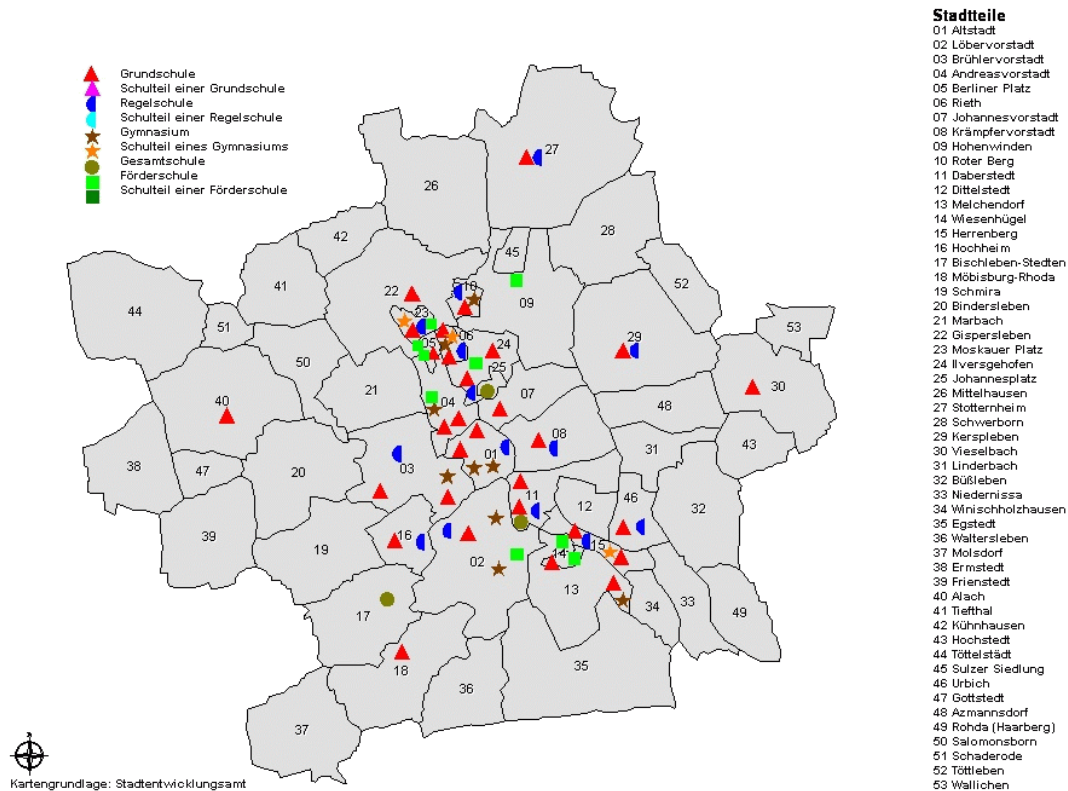 Stadtteile
01 Altstadt
02 Löbervorstadt
03 Brühlervorstadt
04 Andreasvorstadt
05 Berliner Platz
06 Rieth
07 Johannesvorstadt
08 Krämpfervorstadt
09 Hohenwinden
10 Roter Berg
11 Daberstedt
12 Dittelstedt
13 Melchendorf
14 Wiesenhügel
15 Herrenberg
16 Hochheim
17 Bischleben-Stedten
18 Möbisburg-Rhoda
19 Schmira
20 Bindersleben
21 Marbach
22 Gispersleben
23 Moskauer Platz
24 Ilversgehofen
25 Johannesplatz
26 Mittelhausen
27 Stotternheim
28 Schwerborn
29 Kerspleben
30 Vieselbach
31 Linderbach
32 Büßleben
33 Niedernissa
34 Winischholzhausen
35 Egstedt
36 Waltersleben
37 Molsdorf
38 Ermstedt
39 Frienstedt
40 Alach
41 Tiefthal
42 Kühnhausen
43 Hochstedt
44 Töttelstädt
45 Sulzer Siedlung
46 Urbich
47 Gottstedt
48 Azmannsdorf
49 Rohda (Haarberg)
50 Salomonsborn
51 Schaderode
52 Töttleben
53 Wallichen
Grundschule
Schulteil einer Grundschule
Regelschule
Schulteil einer Regelschule
Gymnasium
Schulteil eines Gymnasiums
Gesamtschule
Förderschule
Schulteil einer Förderschule
27
26
42
45
28
41
22
10
09
52
44
51
23
53
05
06
24
29
50
25
21
07
30
40
04
48
08
01
31
43
38
47
20
03
11
46
12
32
39
19
16
15
14
02
13
17
34
33
49
18
35
36
37
Kartengrundlage: Stadtentwicklungsamt